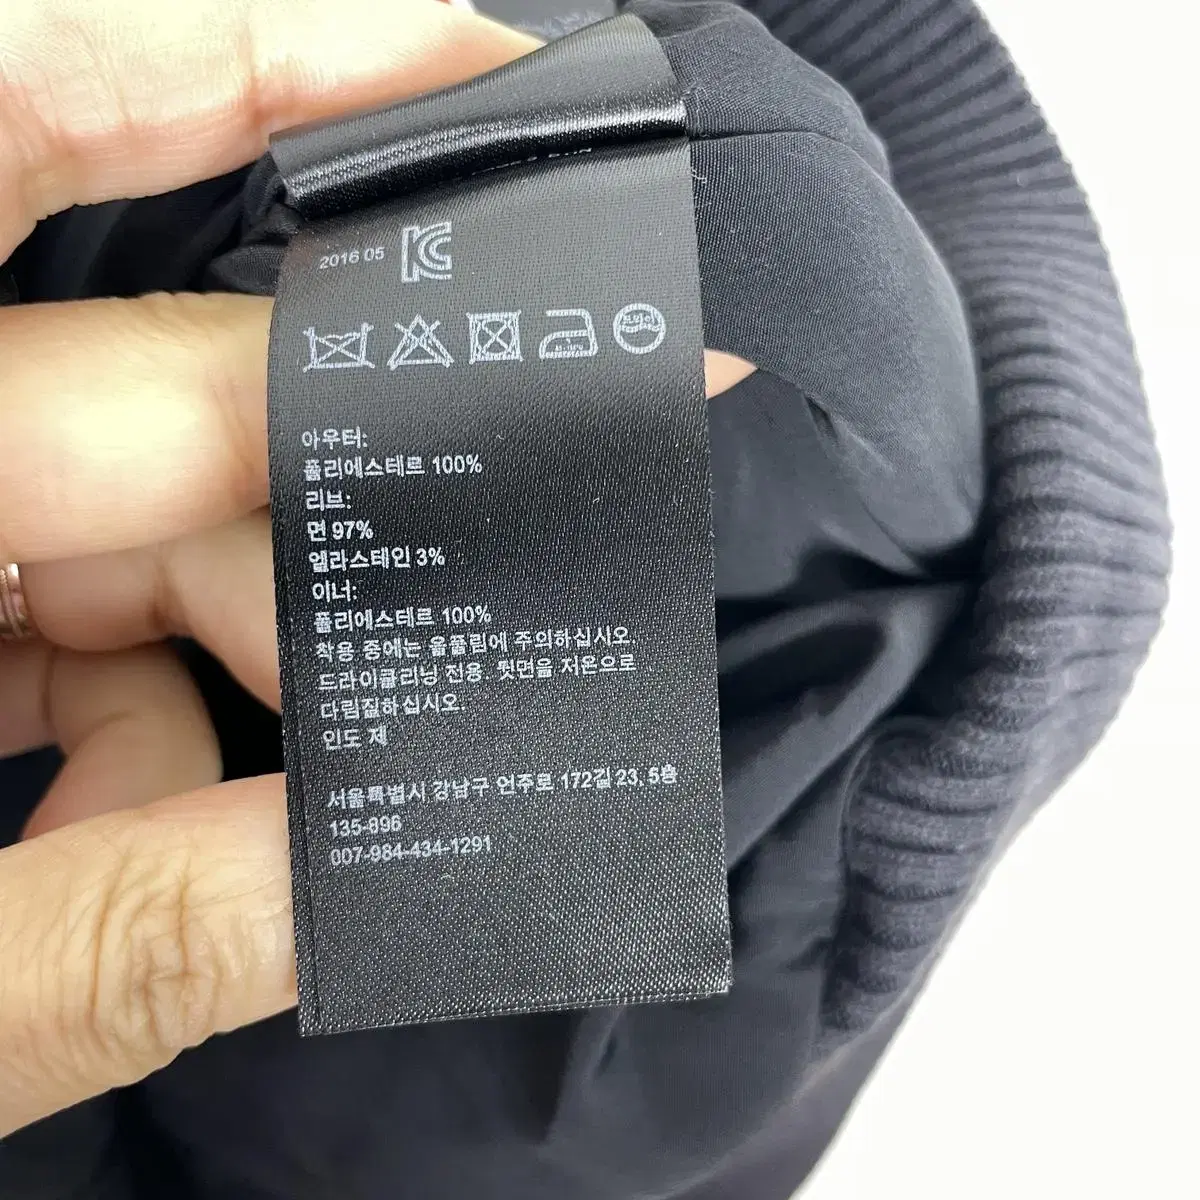 2016 05
아우터:
폴리에스테르 100%
리브:
면 97%
엘라스테인 3%
이너:
폴리에스테르 100%
착용 중에는 올풀림에 주의하십시오.
드라이클리닝 전용. 뒷면을 저온으로
다림질하십시오.
인도 제
서울특별시 강남구 언주로 172길 23, 5층
135-896
007-984-434-1291